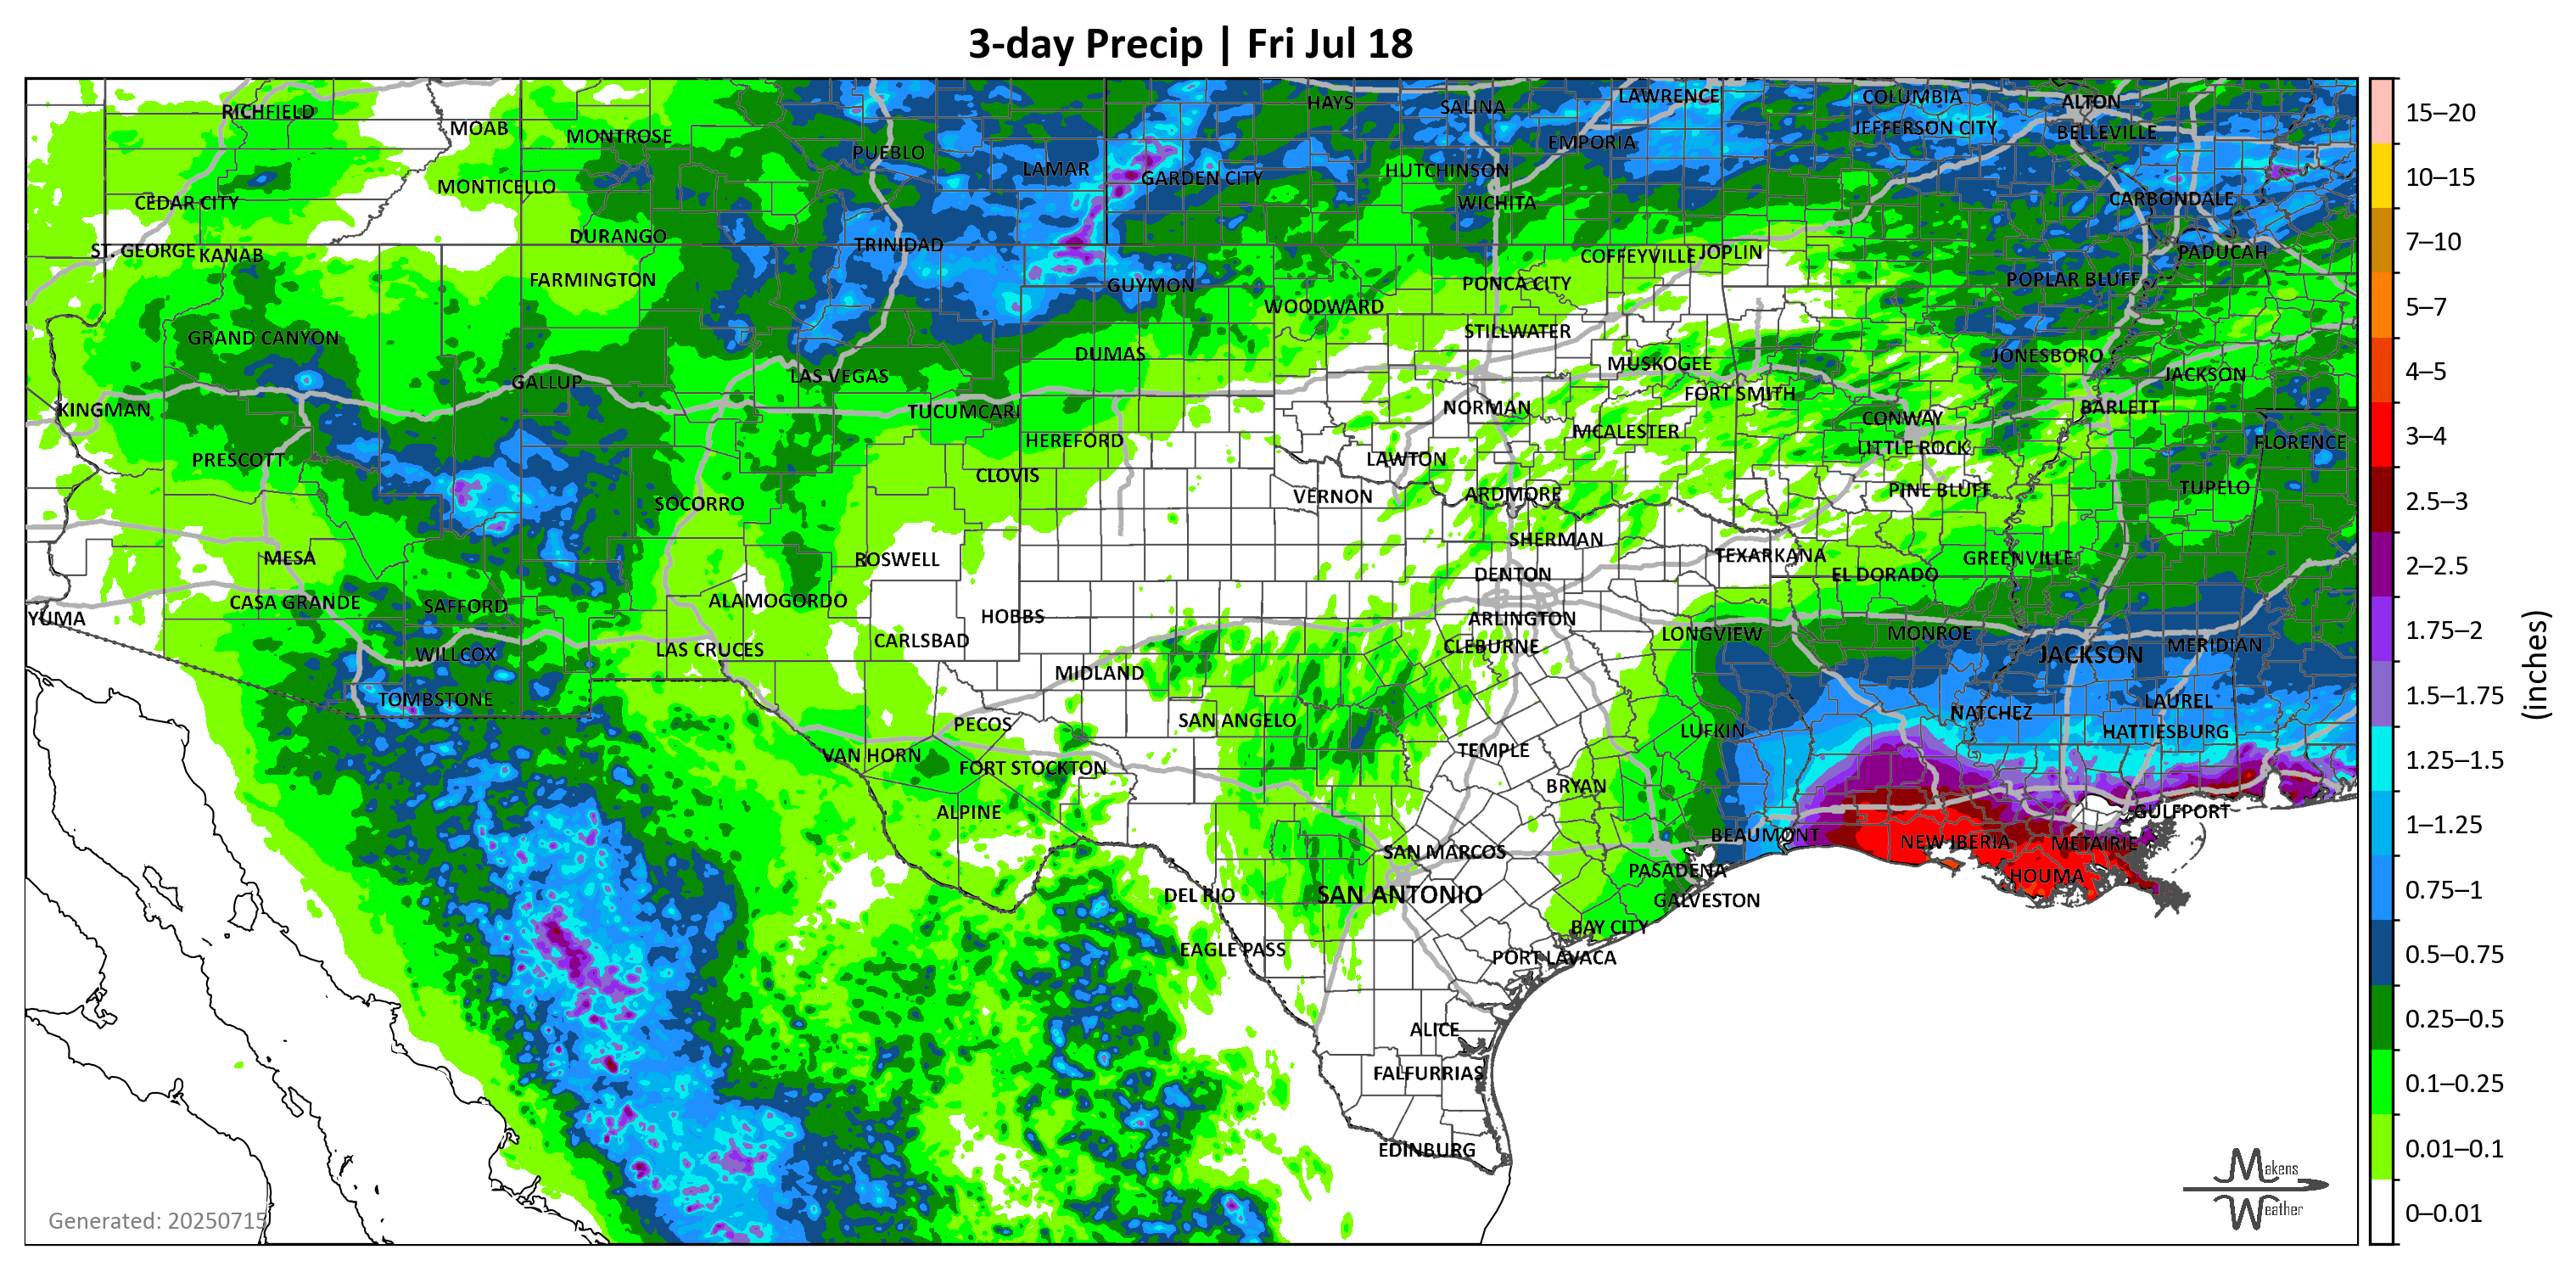 3-day Precip | Fri Jul 18
HAYS
SALINA
LAWRENCE
COLUMBIA
ALTON
RICHFIELD
MOAB
MONTROSE
PUEBLO
EMPORIA
JEFFERSON CITY
BELLEVILLE
LAMAR
GARDEN CITY
HUTCHINSON
MONTICELLO
CEDAR CITY
WICHITA
CARBONDALE
DURANGO
TRINIDAD
ST. GEORGE
KANAB
COFFEYVILLE
JOPLIN
PADUCAH
FARMINGTON
GUYMON
PONCA CITY
POPLAR BLUFF
WOODWARD
GRAND CANYON
STILLWATER
DUMAS
MUSKOGEE
JONESBORO
GALLUP
LAS VEGAS
JACKSON
KINGMAN
TUCUMCARI
NORMAN
FORT SMITH
BARLETT
CONWAY
HEREFORD
MCALESTER
LITTLE ROCK
FLORENCE
PRESCOTT
CLOVIS
LAWTON
SOCORRO
VERNON
ARDMORE
PINE BLUFF
TUPELO
MESA
ROSWELL
SHERMAN
TEXARKANA
GREENVILLE
DENTON
EL DORADO
CASA GRANDE
SAFFORD
ALAMOGORDO
YUMA
HOBBS
ARLINGTON
WILLCOX
LAS CRUCES
CARLSBAD
CLEBURNE
LONGVIEW
MONROE
JACKSON
MERIDIAN
MIDLAND
TOMBSTONE
PECOS
SAN ANGELO
LUFKIN
NATCHEZ
LAUREL
HATTIESBURG
VAN HORN
FORT STOCKTON
TEMPLE
ALPINE
BRYAN
GULFPORT
SAN MARCOS
BEAUMONT
NEW IBERIA
METAIRIE
DEL RIO
SAN ANTONIO
PASADENA
HOUMA
GALVESTON
EAGLE PASS
BAY CITY
PORT LAVACA
ALICE
FALFURRIAS
EDINBURG
Generated: 20250715
Makens
Weather
15–20
10–15
7–10
5–7
4–5
3–4
2.5–3
2–2.5
1.75–2
1.5–1.75
1.25–1.5
1–1.25
0.75–1
0.5–0.75
0.25–0.5
0.1–0.25
0.01–0.1
0–0.01
(inches)